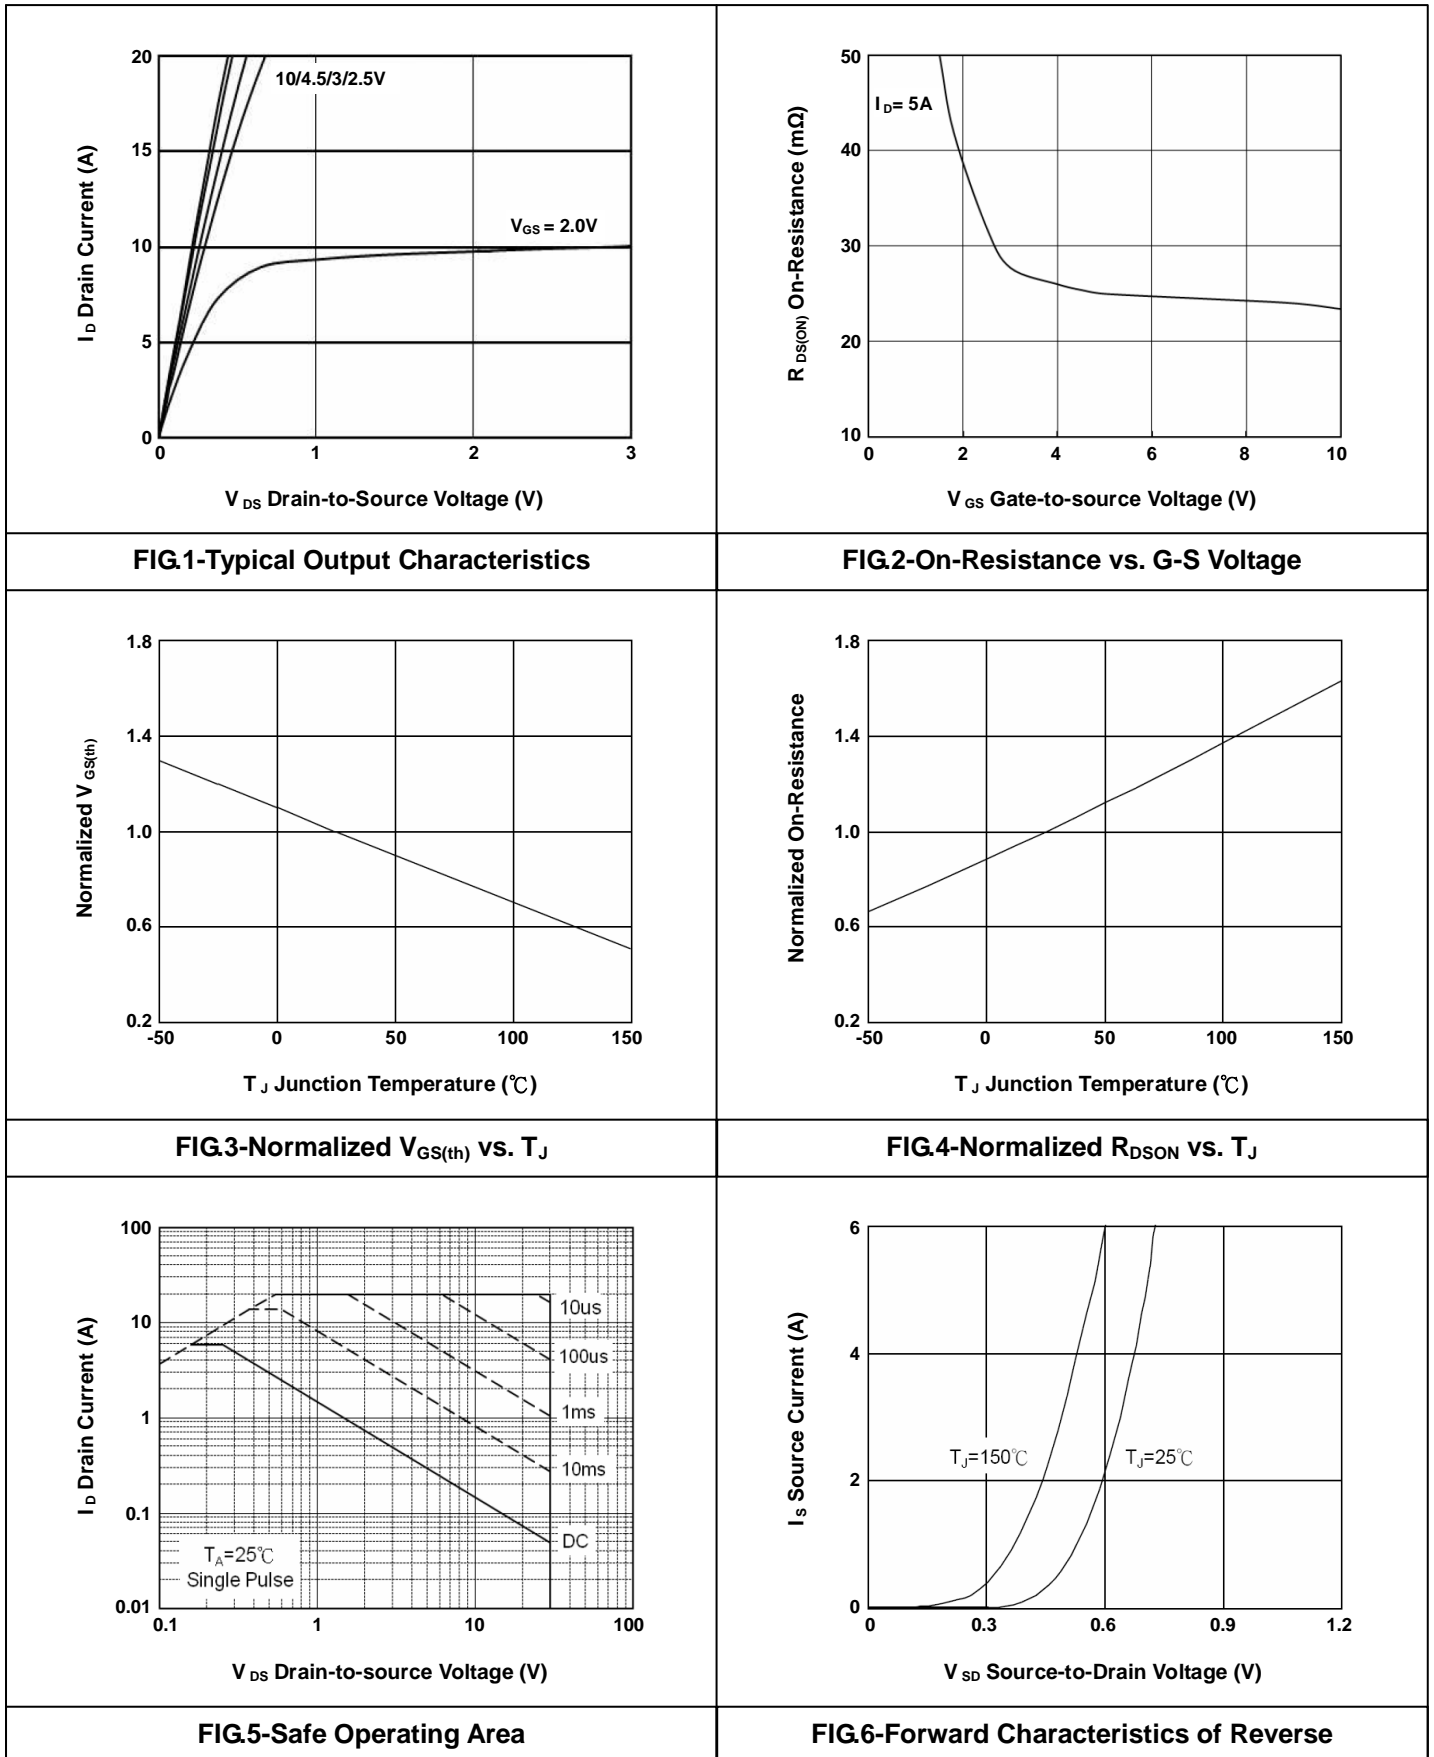 20
15
10
5
0
10/4.5/3/2.5V
VGS = 2.0V
I D Drain Current (A)
0 1 2 3
V DS Drain-to-Source Voltage (V)
FIG.1-Typical Output Characteristics
50
40
30
20
10
I D= 5A
R DS(ON) On-Resistance (mΩ)
0 2 4 6 8 10
V GS Gate-to-source Voltage (V)
FIG.2-On-Resistance vs. G-S Voltage
1.8
1.4
1.0
0.6
0.2
Normalized V GS(th)
-50 0 50 100 150
T J Junction Temperature (℃)
FIG.3-Normalized VGS(th) vs. TJ
1.8
1.4
1.0
0.6
0.2
Normalized On-Resistance
-50 0 50 100 150
T J Junction Temperature (℃)
FIG.4-Normalized RDSON vs. TJ
100
10
1
0.1
0.01
I D Drain Current (A)
10us
100us
1ms
10ms
DC
TA=25℃
Single Pulse
0.1 1 10 100
V DS Drain-to-source Voltage (V)
FIG.5-Safe Operating Area
6
4
2
0
I S Source Current (A)
TJ=150℃
TJ=25℃
0 0.3 0.6 0.9 1.2
V SD Source-to-Drain Voltage (V)
FIG.6-Forward Characteristics of Reverse